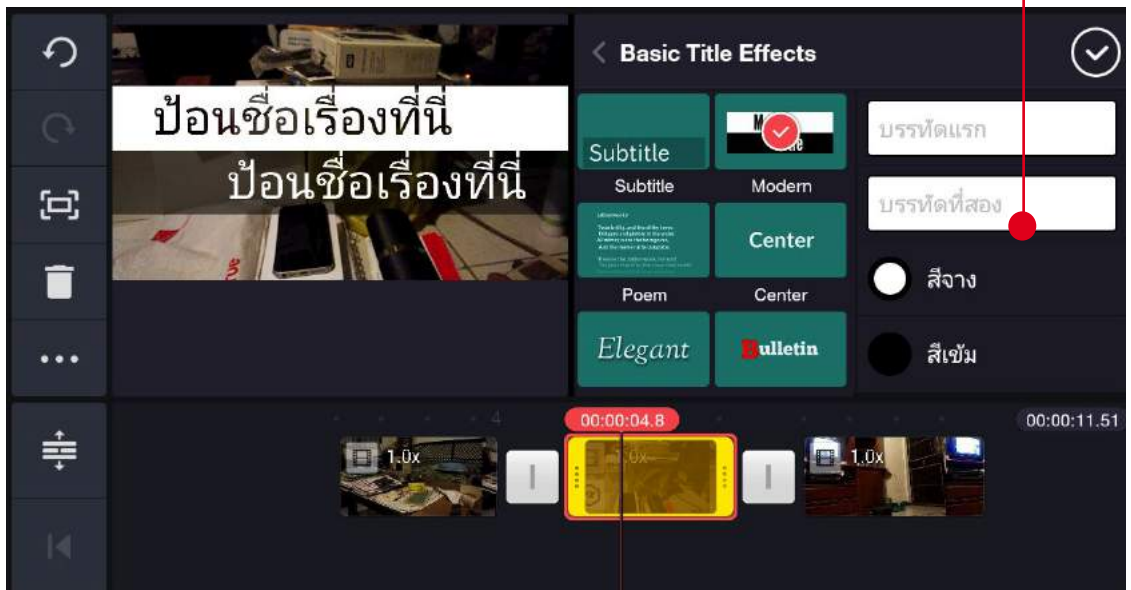 Basic Title Effects
ป้อนชื่อเรื่องที่นี่
ป้อนชื่อเรื่องที่นี่
Subtitle
Subtitle
Modern
Poem
Center
Center
Elegant
Bulletin
บรรทัดแรก
บรรทัดที่สอง
สีจาง
สีเข้ม
4
00:00:04.8
00:00:11.51
1.0x
1.0x
1.0x